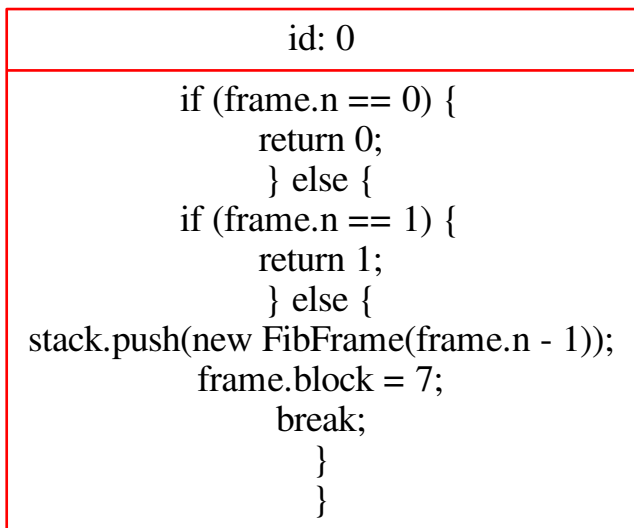 id: 0
if (frame.n == 0) {
return 0;
} else {
if (frame.n == 1) {
return 1;
} else {
stack.push(new FibFrame(frame.n - 1));
frame.block = 7;
break;
}
}